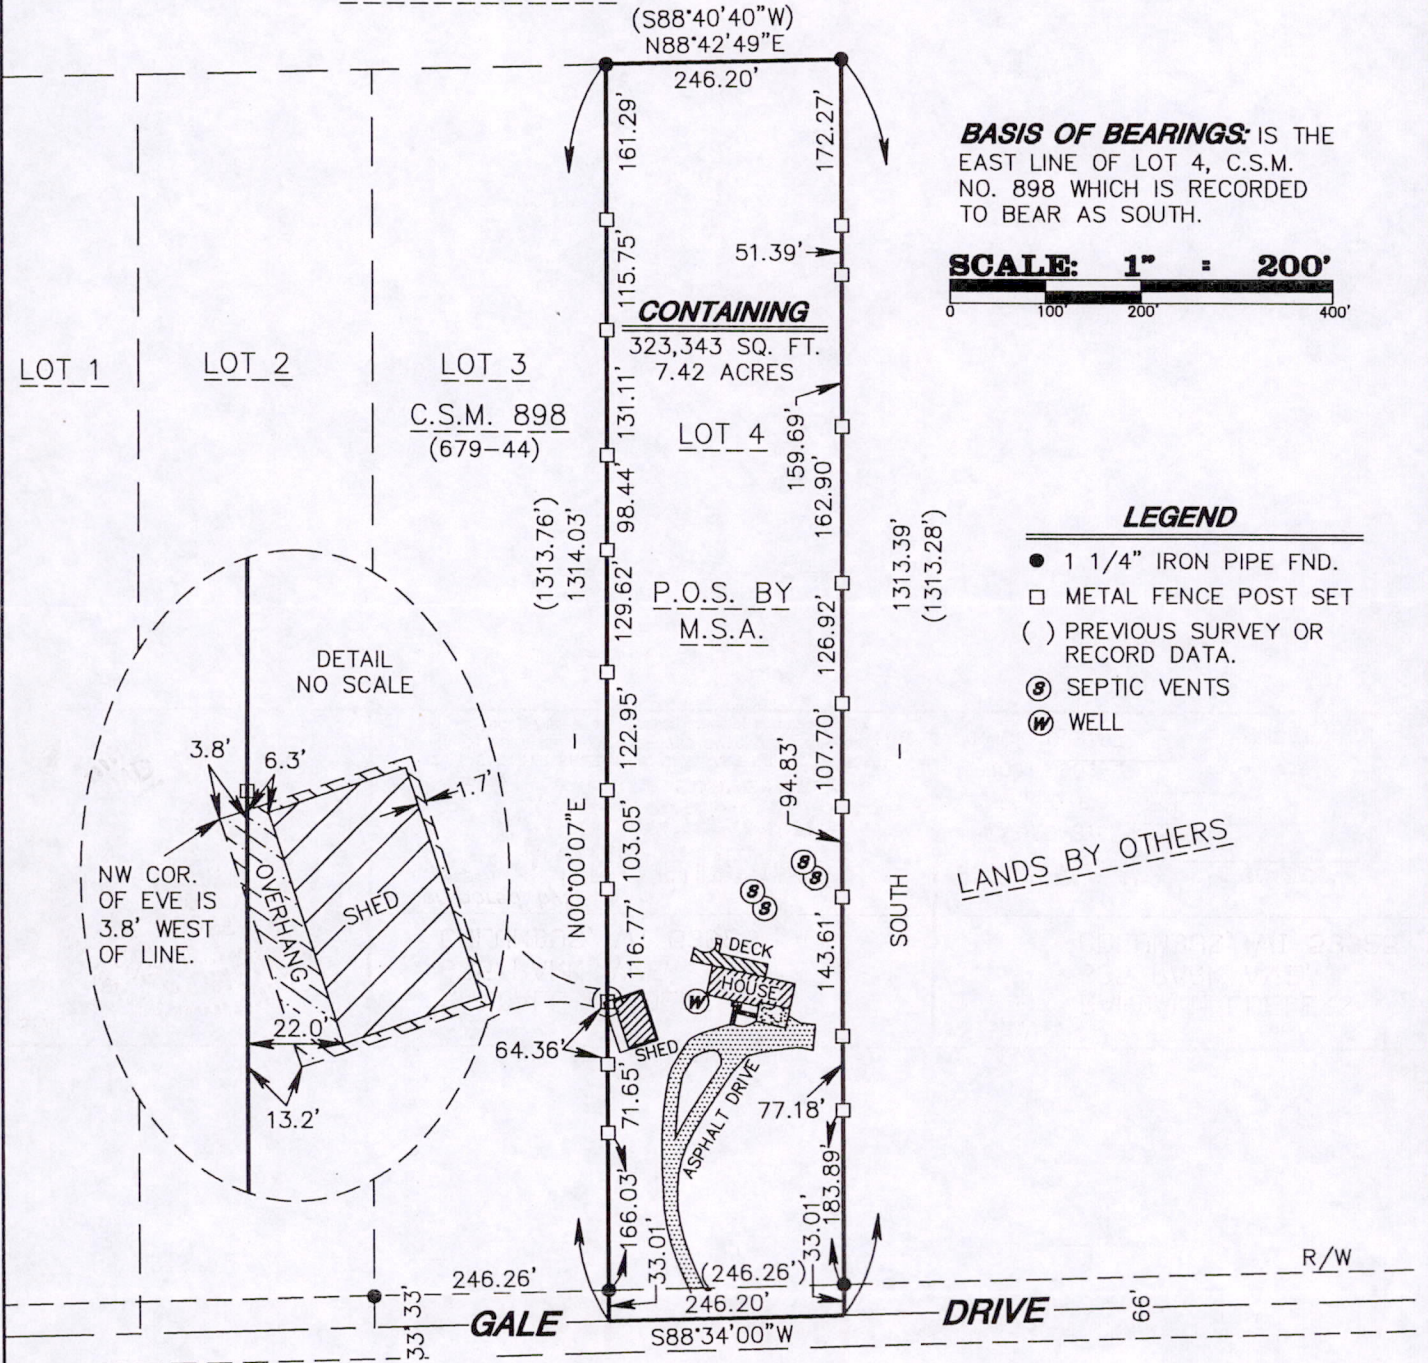 (S88°40'40"W)
N88°42'49"E
246.20'
161.29'
172.27'
BASIS OF BEARINGS: IS THE
EAST LINE OF LOT 4, C.S.M.
NO. 898 WHICH IS RECORDED
TO BEAR AS SOUTH.
SCALE: 1" = 200'
0 100' 200' 400'
115.75'
51.39'
CONTAINING
323,343 SQ. FT.
7.42 ACRES
LOT 1
LOT 2
LOT 3
C.S.M. 898
(679-44)
131.11'
LOT 4
159.69'
98.44'
162.90'
(1313.76')
1314.03'
1313.39'
(1313.28')
LEGEND
1 1/4" IRON PIPE FND.
METAL FENCE POST SET
( ) PREVIOUS SURVEY OR
RECORD DATA.
S SEPTIC VENTS
W WELL
129.62'
P.O.S. BY
M.S.A.
126.92'
DETAIL
NO SCALE
122.95'
107.70'
94.83'
3.8'
6.3'
1.7'
N00°00'07"E
103.05'
S
S
S
S
SOUTH
LANDS BY OTHERS
NW COR.
OF EVE IS
3.8' WEST
OF LINE.
OVERHANG
SHED
22.0'
13.2'
116.77'
143.61'
DECK
HOUSE
W
64.36'
SHED
71.65'
ASPHALT DRIVE
77.18'
166.03'
33.01'
183.89'
33.01'
R/W
246.26'
(246.26')
246.20'
33'
33'
GALE DRIVE
66'
S88°34'00"W